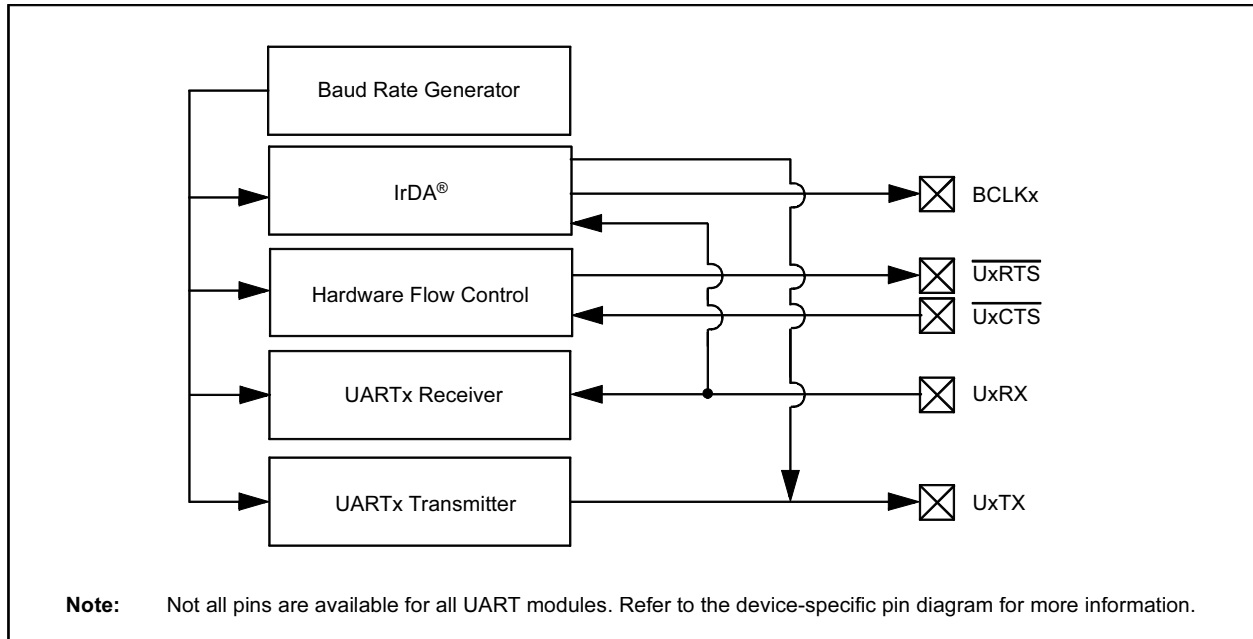 Baud Rate Generator
IrDA®
BCLKx
UxRTS
Hardware Flow Control
UxCTS
UARTx Receiver
UxRX
UARTx Transmitter
UxTX
Note: Not all pins are available for all UART modules. Refer to the device-specific pin diagram for more information.